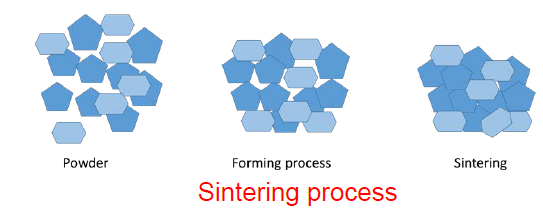 Powder
Forming process
Sintering
Sintering process